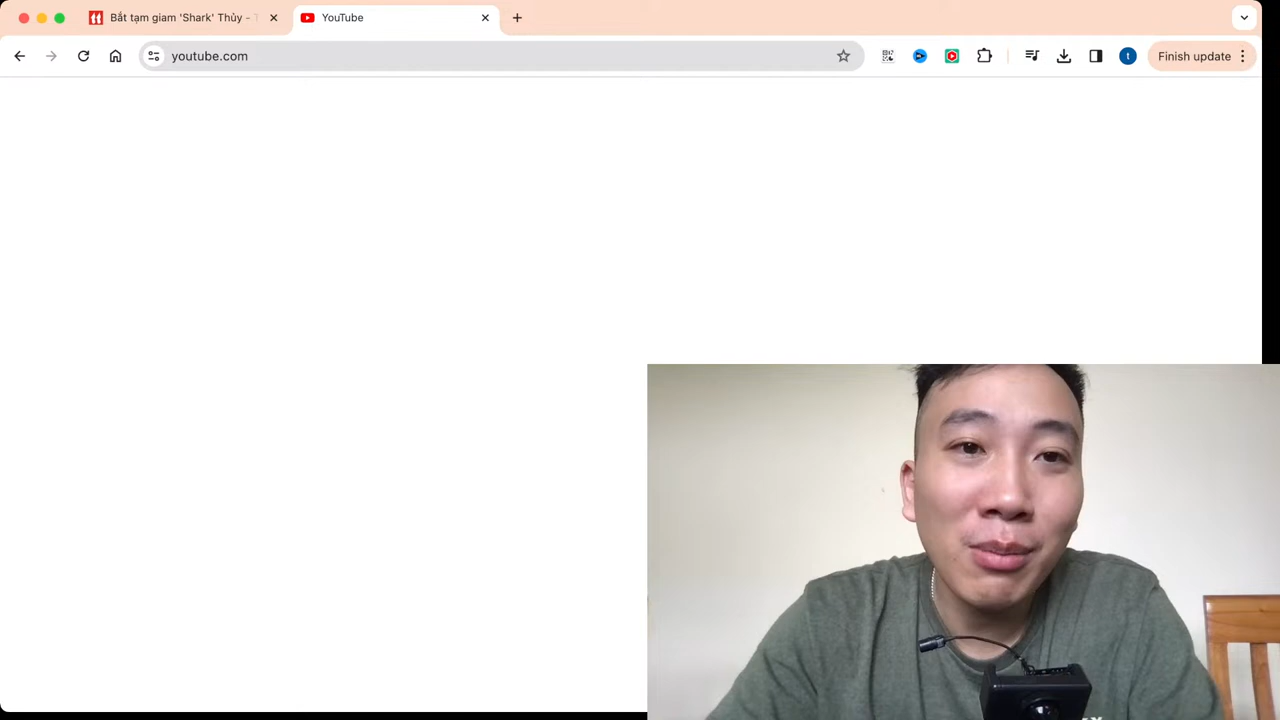 Bắt tạm giam 'Shark' Thủy -
YouTube
youtube.com
t
Finish update